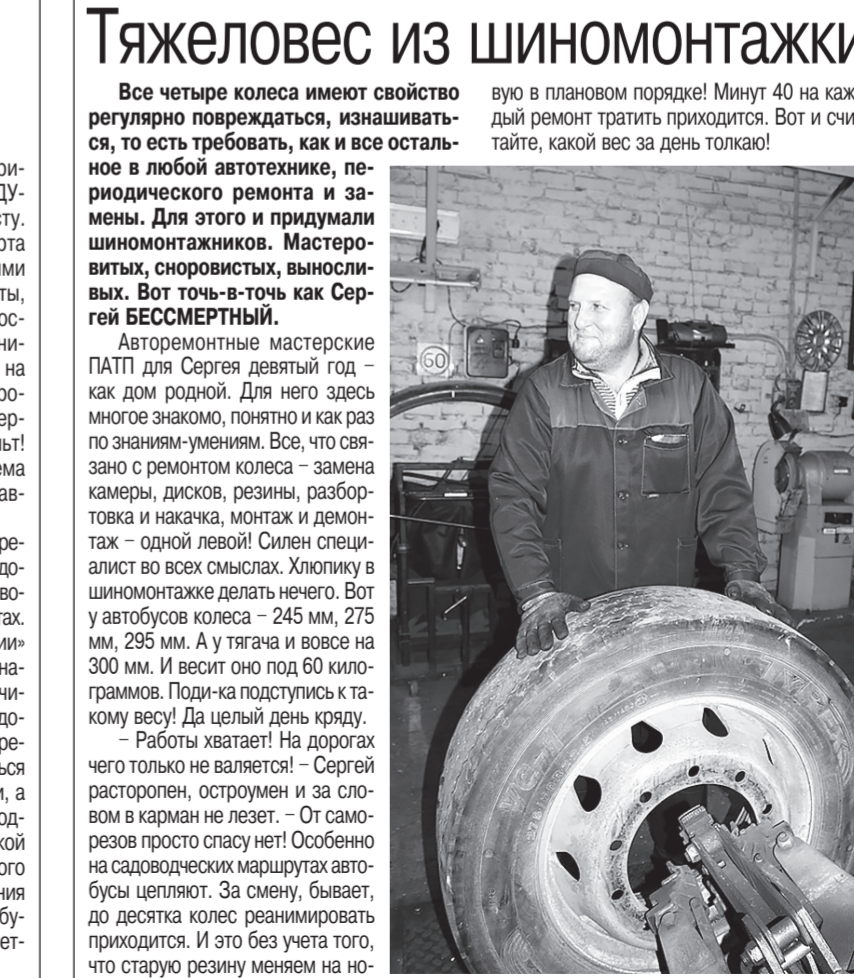 Тяжеловес из шиномонтажки
Все четыре колеса имеют свойство
регулярно повреждаться, изнашивать-
ся, то есть требовать, как и все осталь-
ное в любой автотехнике, пе-
риодического ремонта и за-
мены. Для этого и придумали
шиномонтажников. Мастеро-
витых, сноровистых, выносли-
вых. Вот точь-в-точь как Сер-
гей БЕССМЕРТНЫЙ.
Авторемонтные мастерские
ПАТП для Сергея девятый год –
как дом родной. Для него здесь
многое знакомо, понятно и как раз
по знаниям-умениям. Все, что свя-
зано с ремонтом колеса – замена
камеры, дисков, резины, разбор-
товка и накачка, монтаж и демон-
таж – одной левой! Силен специ-
алист во всех смыслах. Хлюпику в
шиномонтажке делать нечего. Вот
у автобусов колеса – 245 мм, 275
мм, 295 мм. А у тягача и вовсе на
300 мм. И весит оно под 60 кило-
граммов. Поди-ка подступись к та-
кому весу! Да целый день кряду.
– Работы хватает! На дорогах
чего только не валяется! – Сергей
расторопен, остроумен и за сло-
вом в карман не лезет. – От само-
резов просто спасу нет! Особенно
на садоводческих маршрутах авто-
бусы цепляют. За смену, бывает,
до десятка колес реанимировать
приходится. И это без учета того,
что старую резину меняем на но-
вую в плановом порядке! Минут 40 на каж-
дый ремонт тратить приходится. Вот и счи-
тайте, какой вес за день толкаю!
60